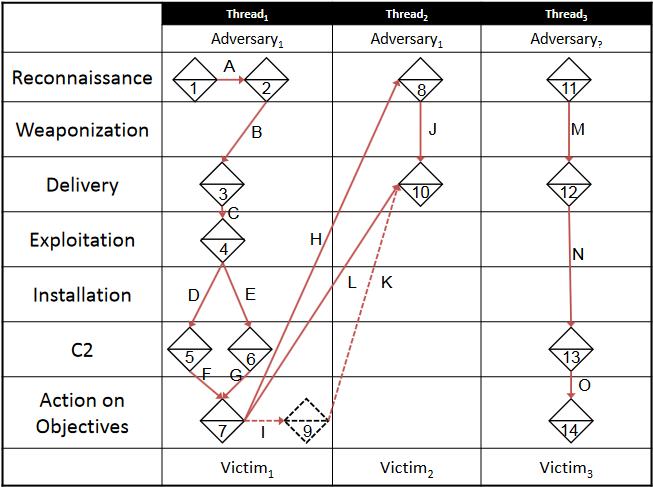 Thread1 Thread2 Thread3
Adversary1 Adversary1 Adversary?
Reconnaissance 1 A 2 8 11
Weaponization B J M
Delivery 3 10 12
C
Exploitation 4 H N
Installation D E L K
C2 5 6 13
F G O
Action on
Objectives 7 I 9 14
Victim1 Victim2 Victim3